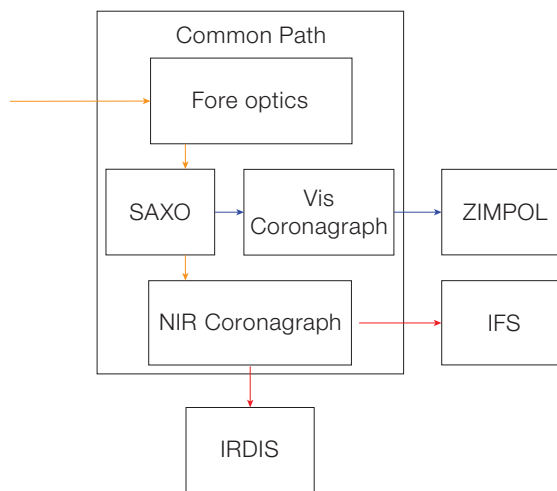 Common Path
Fore optics
SAXO
Vis
Coronagraph
ZIMPOL
NIR Coronagraph
IFS
IRDIS